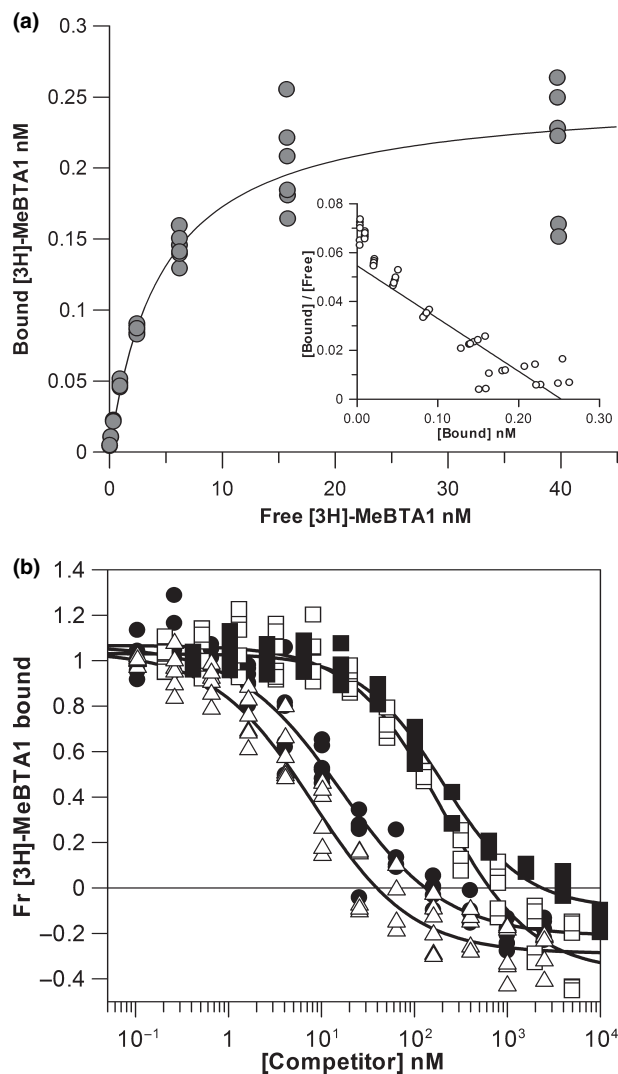 (a)
0.3
0.25
0.2
0.15
0.1
0.05
0
Bound [3H]-MeBTA1 nM
0 10 20 30 40
Free [3H]-MeBTA1 nM
0.08
0.06
0.04
0.02
0
[Bound] / [Free]
0.00 0.10 0.20 0.30
[Bound] nM
(b)
1.4
1.2
1
0.8
0.6
0.4
0.2
0
−0.2
−0.4
Fr [3H]-MeBTA1 bound
10⁻¹ 1 10¹ 10² 10³ 10⁴
[Competitor] nM